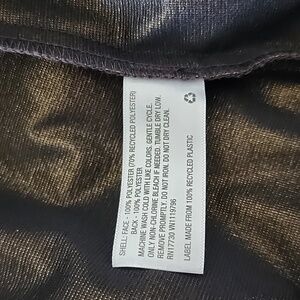 SHELL: FACE - 100% POLYESTER (70% RECYCLED POLYESTER)
BACK - 100% POLYESTER
MACHINE WASH COLD WITH LIKE COLORS. GENTLE CYCLE.
ONLY NON-CHLORINE BLEACH IF NEEDED. TUMBLE DRY LOW.
REMOVE PROMPTLY. DO NOT IRON. DO NOT DRY CLEAN.
RN17730 VN1119796
LABEL MADE FROM 100% RECYCLED PLASTIC